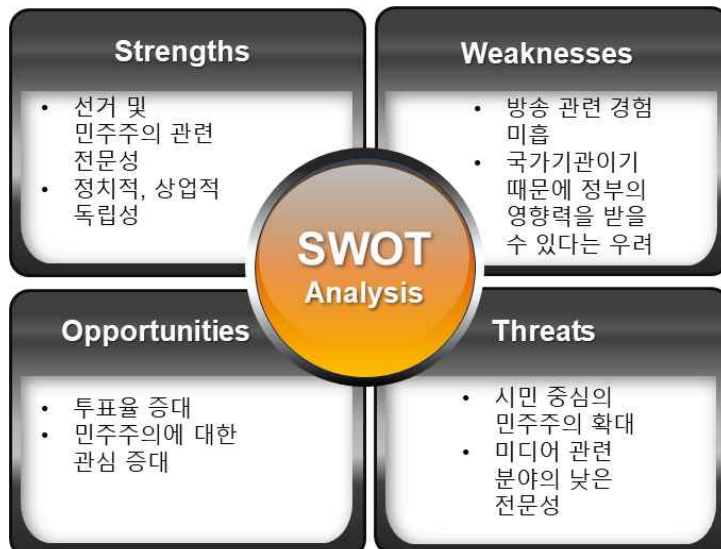 Strengths
• 선거 및
민주주의 관련
전문성
• 정치적, 상업적
독립성
Weaknesses
• 방송 관련 경험
미흡
• 국가기관이기
때문에 정부의
영향력을 받을
수 있다는 우려
SWOT
Analysis
Opportunities
• 투표율 증대
• 민주주의에 대한
관심 증대
Threats
• 시민 중심의
민주주의 확대
• 미디어 관련
분야의 낮은
전문성